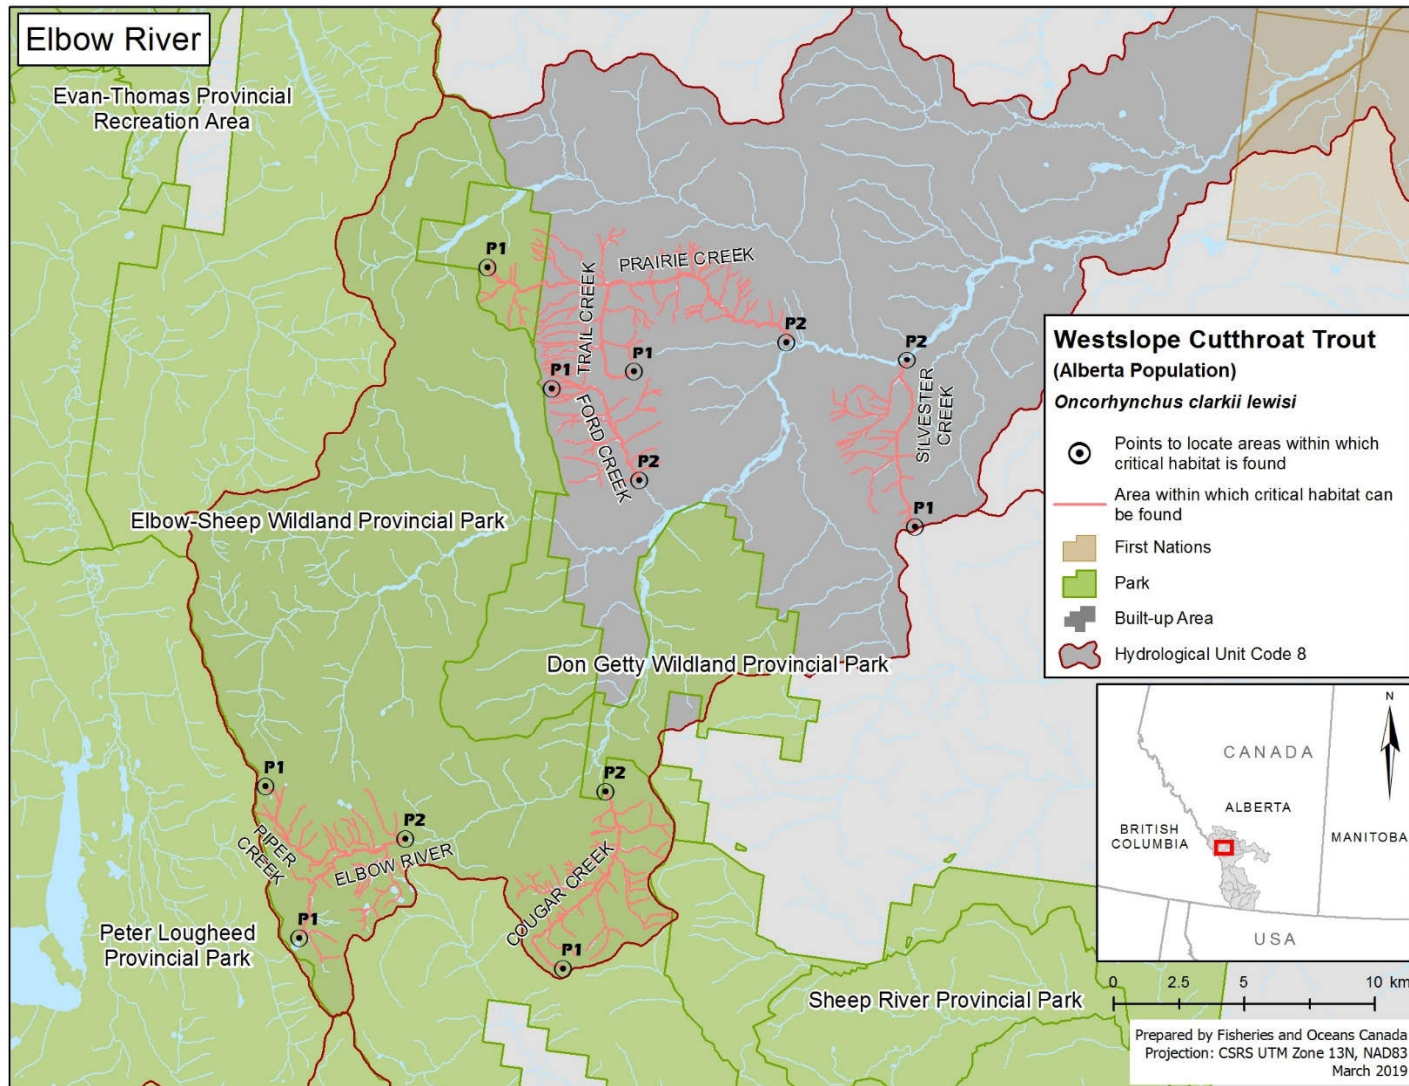 Elbow River
Evan-Thomas Provincial
Recreation Area
P1
PRAIRIE CREEK
TRAIL CREEK
P2
P2
P1
P1
FORD CREEK
SILVESTER
CREEK
P2
P1
Elbow-Sheep Wildland Provincial Park
Don Getty Wildland Provincial Park
P1
P2
P2
PIPER
CREEK
ELBOW RIVER
COUGAR CREEK
P1
P1
Peter Lougheed
Provincial Park
Sheep River Provincial Park
Westslope Cutthroat Trout
(Alberta Population)
Oncorhynchus clarkii lewisi
Points to locate areas within which
critical habitat is found
Area within which critical habitat can
be found
First Nations
Park
Built-up Area
Hydrological Unit Code 8
N
CANADA
ALBERTA
BRITISH
COLUMBIA
MANITOBA
USA
0 2.5 5 10 km
Prepared by Fisheries and Oceans Canada
Projection: CSRS UTM Zone 13N, NAD83
March 2019